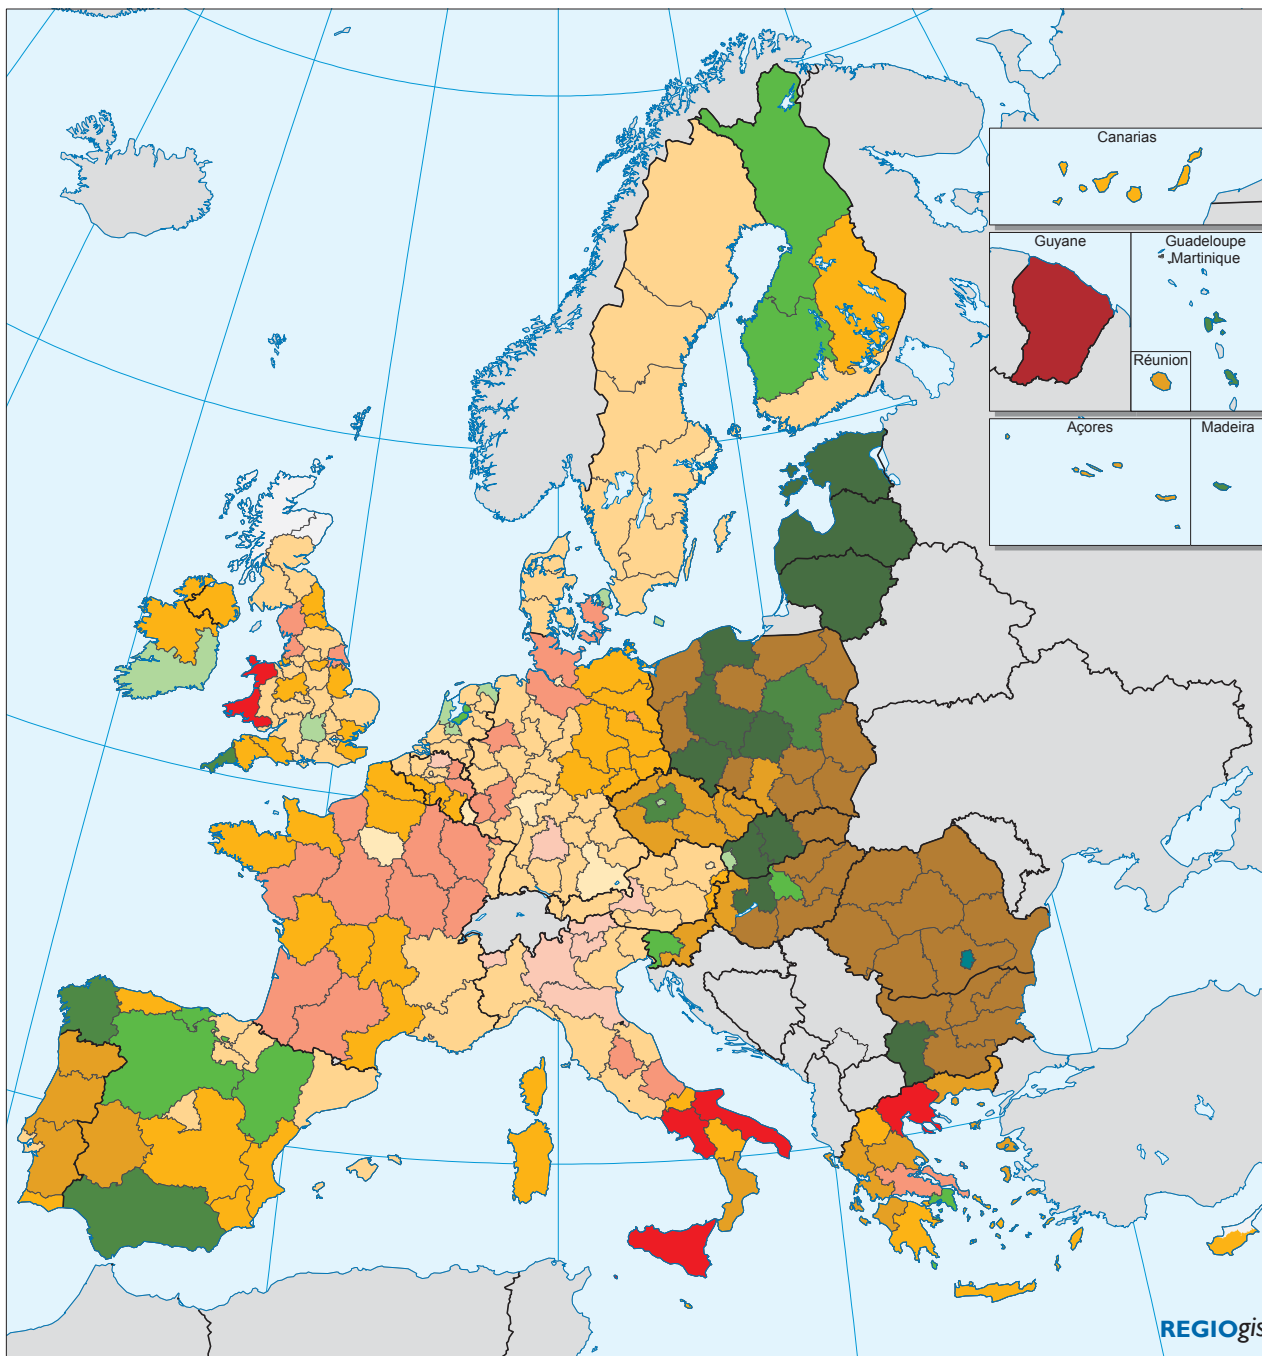 Canarias
Guyane
Guadeloupe
Martinique
Réunion
Açores
Madeira
REGIOgis